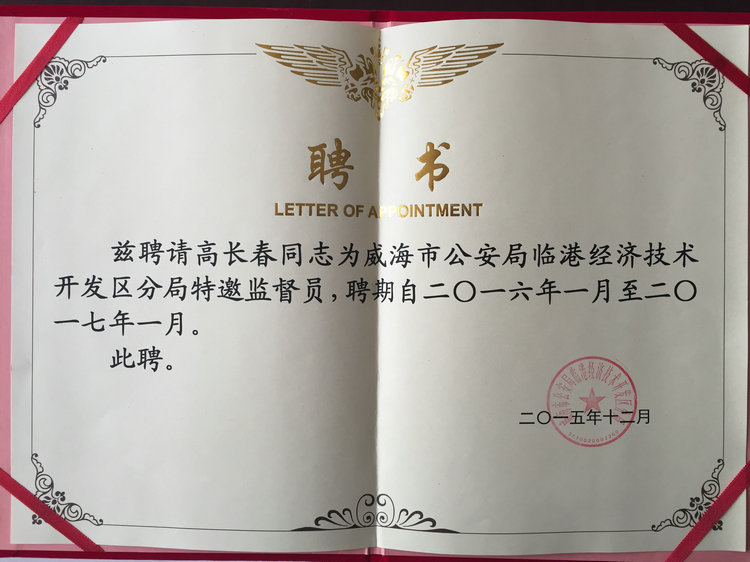 聘 书
LETTER OF APPOINTMENT
兹聘请高长春同志为威海市公安局临港经济技术
开发区分局特邀监督员，聘期自二〇一六年一月至二〇
一七年一月。
此聘。
二〇一五年十二月